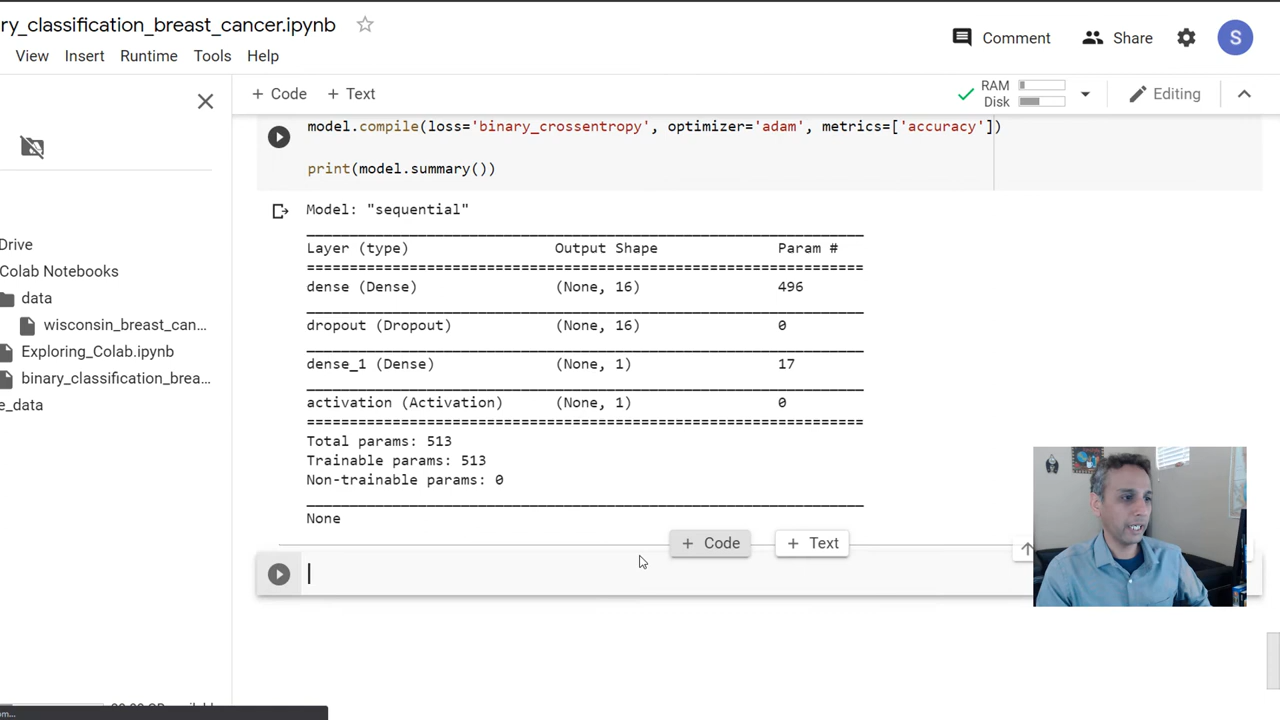 ry_classification_breast_cancer.ipynb
Comment
Share
S
View Insert Runtime Tools Help
+ Code + Text
RAM
Disk
Editing
Drive
Colab Notebooks
data
wisconsin_breast_can...
Exploring_Colab.ipynb
binary_classification_brea...
e_data
model.compile(loss='binary_crossentropy', optimizer='adam', metrics=['accuracy'])
print(model.summary())
Model: "sequential"
Layer (type) Output Shape Param #
dense (Dense) (None, 16) 496
dropout (Dropout) (None, 16) 0
dense_1 (Dense) (None, 1) 17
activation (Activation) (None, 1) 0
Total params: 513
Trainable params: 513
Non-trainable params: 0
None
+ Code + Text